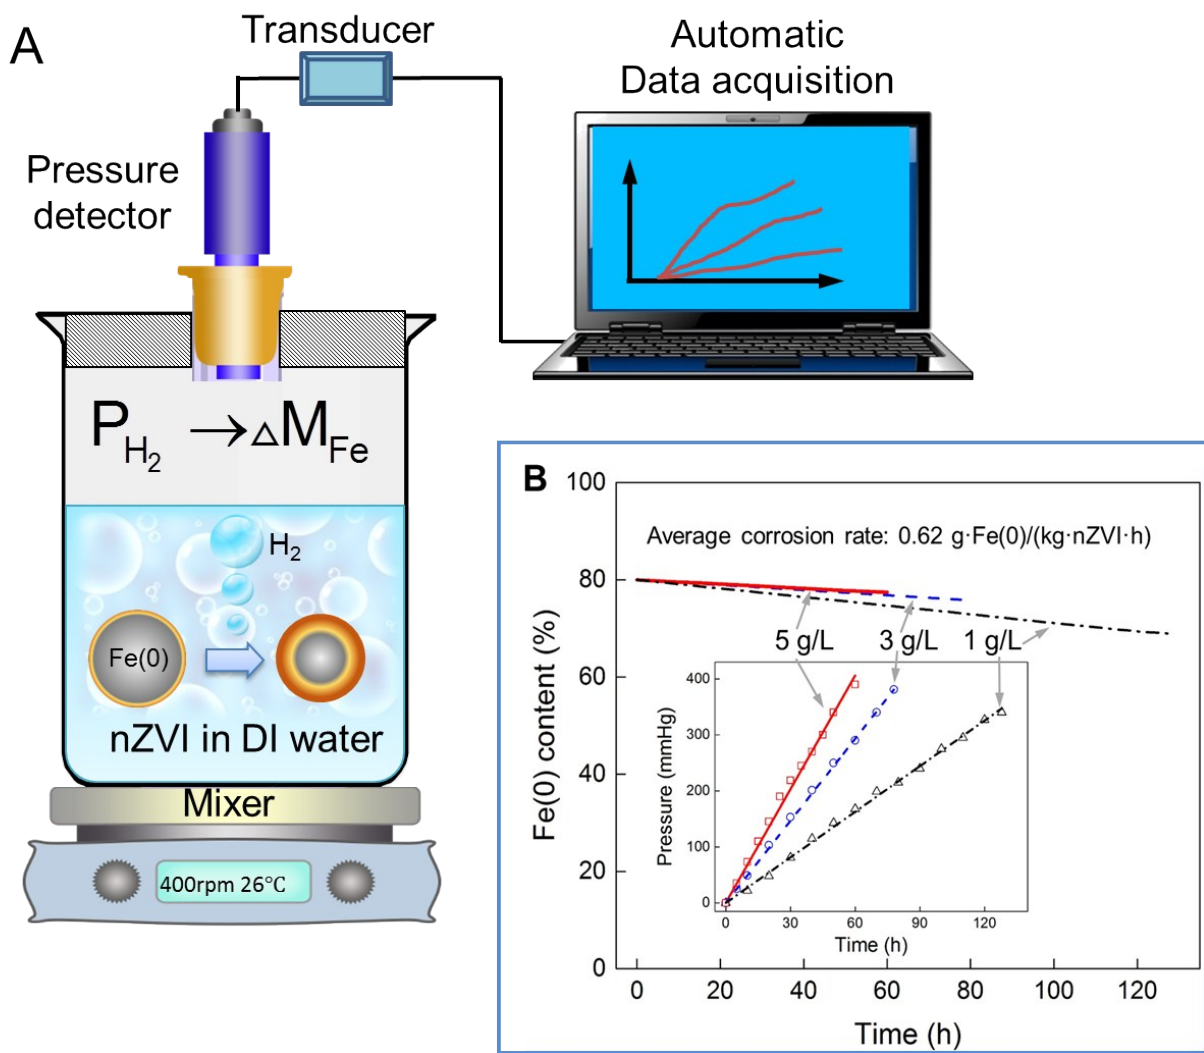 A
Transducer
Automatic
Data acquisition
Pressure
detector
P_H2 → △M_Fe
H2
Fe(0)
nZVI in DI water
Mixer
400rpm 26℃
B
Average corrosion rate: 0.62 g·Fe(0)/(kg·nZVI·h)
5 g/L
3 g/L
1 g/L
Fe(0) content (%)
100
80
60
40
20
0
0
20
40
60
80
100
120
Time (h)
Pressure (mmHg)
400
300
200
100
0
0
30
60
90
120
Time (h)